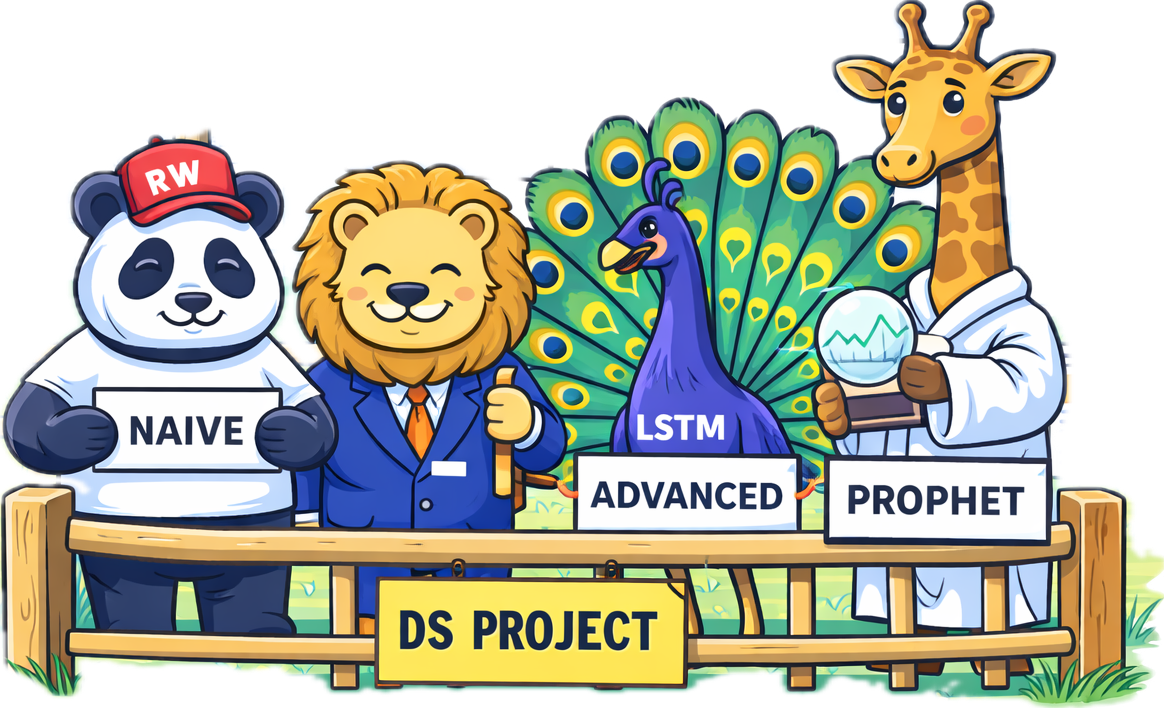 RW
NAIVE
LSTM
ADVANCED
PROPHET
DS PROJECT